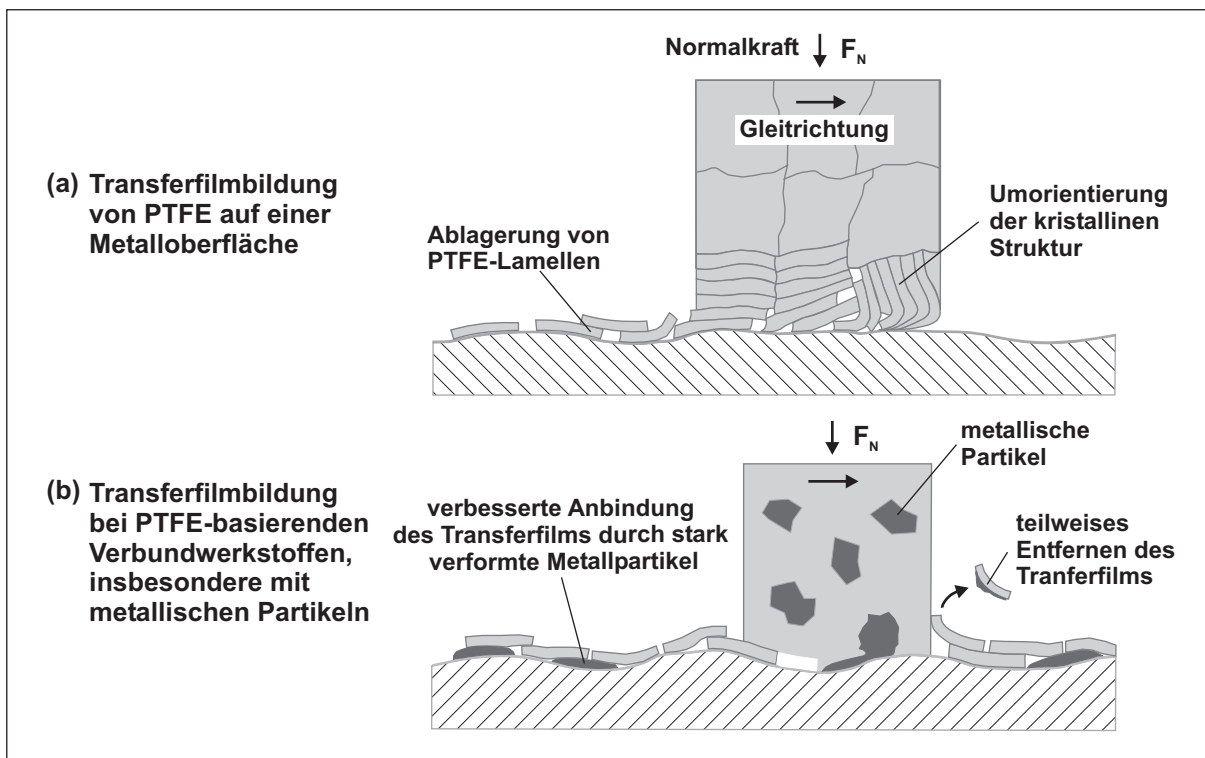 Normalkraft
F_N
Gleitrichtung
(a) Transferfilmbildung
von PTFE auf einer
Metalloberfläche
Ablagerung von
PTFE-Lamellen
Umorientierung
der kristallinen
Struktur
F_N
metallische
Partikel
(b) Transferfilmbildung
bei PTFE-basierenden
Verbundwerkstoffen,
insbesondere mit
metallischen Partikeln
verbesserte Anbindung
des Transferfilms durch stark
verformte Metallpartikel
teilweises
Entfernen des
Tranferfilms